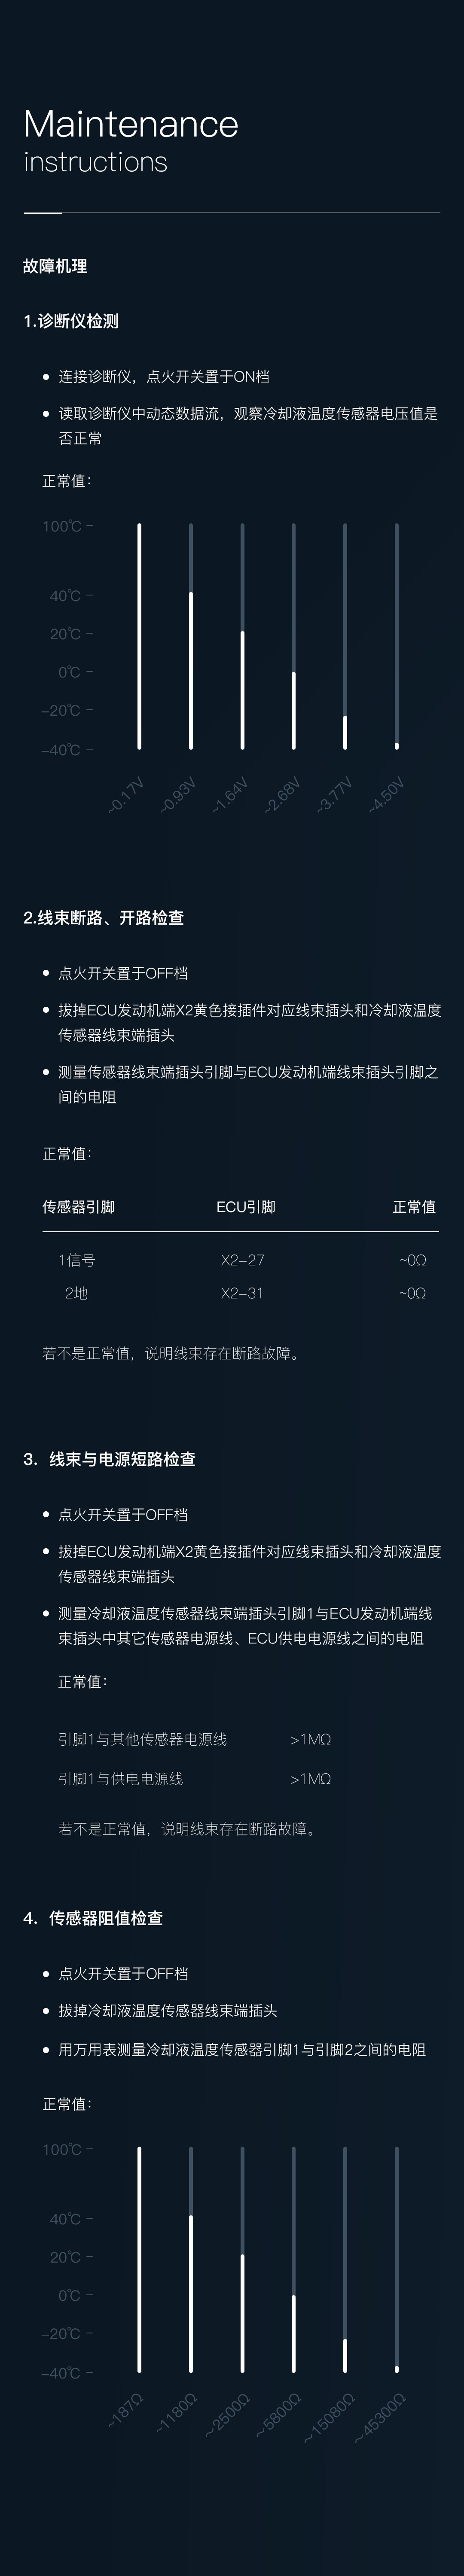 Maintenance
instructions
故障机理
1.诊断仪检测
连接诊断仪，点火开关置于ON档
读取诊断仪中动态数据流，观察冷却液温度传感器电压值是
否正常
正常值：
100℃
40℃
20℃
0℃
-20℃
-40℃
~0.17V ~0.93V ~1.64V ~2.68V ~3.77V ~4.50V
2.线束断路、开路检查
点火开关置于OFF档
拔掉ECU发动机端X2黄色接插件对应线束插头和冷却液温度
传感器线束端插头
测量传感器线束端插头引脚与ECU发动机端线束插头引脚之
间的电阻
正常值：
传感器引脚 ECU引脚 正常值
1信号 X2-27 ~0Ω
2地 X2-31 ~0Ω
若不是正常值，说明线束存在断路故障。
3. 线束与电源短路检查
点火开关置于OFF档
拔掉ECU发动机端X2黄色接插件对应线束插头和冷却液温度
传感器线束端插头
测量冷却液温度传感器线束端插头引脚1与ECU发动机端线
束插头中其它传感器电源线、ECU供电电源线之间的电阻
正常值：
引脚1与其他传感器电源线 >1MΩ
引脚1与供电电源线 >1MΩ
若不是正常值，说明线束存在断路故障。
4. 传感器阻值检查
点火开关置于OFF档
拔掉冷却液温度传感器线束端插头
用万用表测量冷却液温度传感器引脚1与引脚2之间的电阻
正常值：
100℃
40℃
20℃
0℃
-20℃
-40℃
~187Ω ~1180Ω ~2500Ω ~5800Ω ~15080Ω ~45300Ω